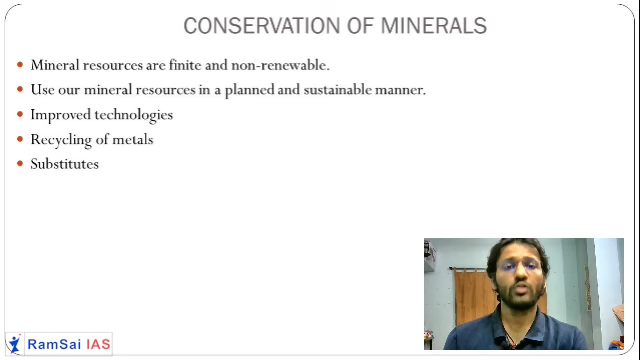 CONSERVATION OF MINERALS
Mineral resources are finite and non-renewable.
Use our mineral resources in a planned and sustainable manner.
Improved technologies
Recycling of metals
Substitutes
RamSai IAS